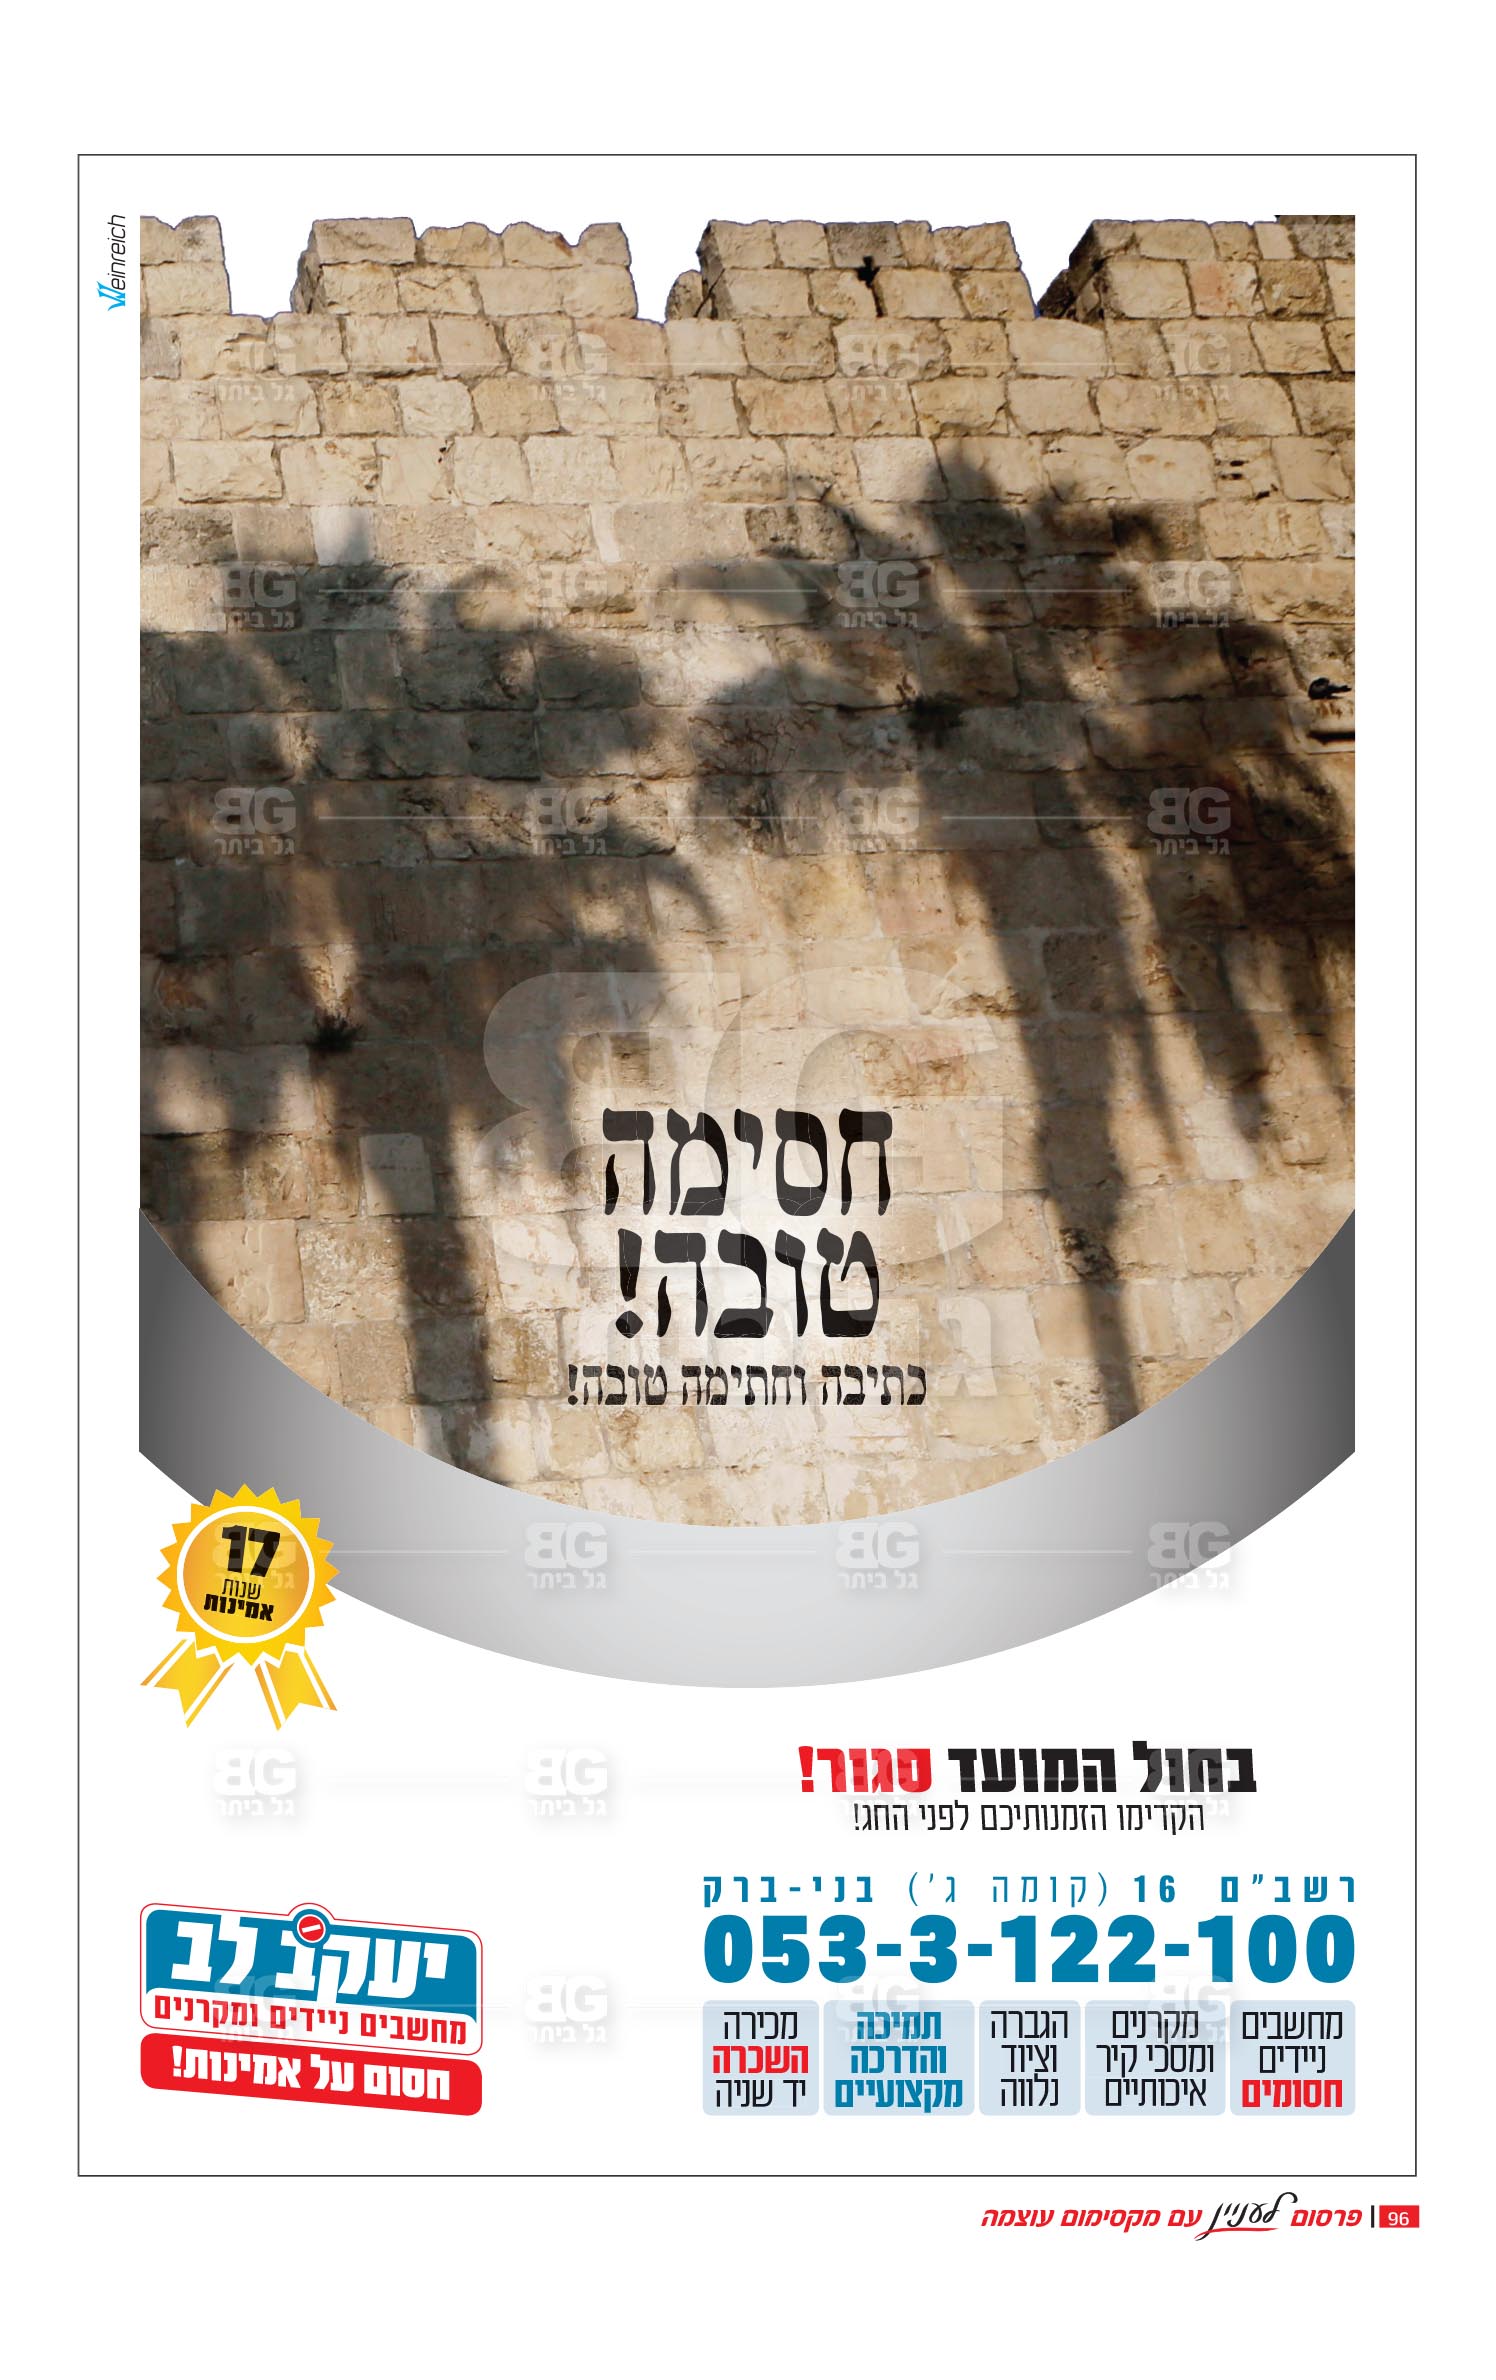 Weinreich
חסימה
טובה!
כתיבה וחתימה טובה!
17
שנות
אמינות
בחול המועד סגור!
הקדימו הזמנותיכם לפני החג!
רשב"ם 16 (קומה ג') בני-ברק
053-3-122-100
מחשבים
ניידים
חסומים
מקרנים
ומסכי קיר
איכותיים
הגברה
וציוד
נלווה
תמיכה
והדרכה
מקצועיים
מכירה
השכרה
יד שניה
יעקב לב
מחשבים ניידים ומקרנים
חסום על אמינות!
96 | פרסום לעניין עם מקסימום עוצמה
BG
גל ביתר